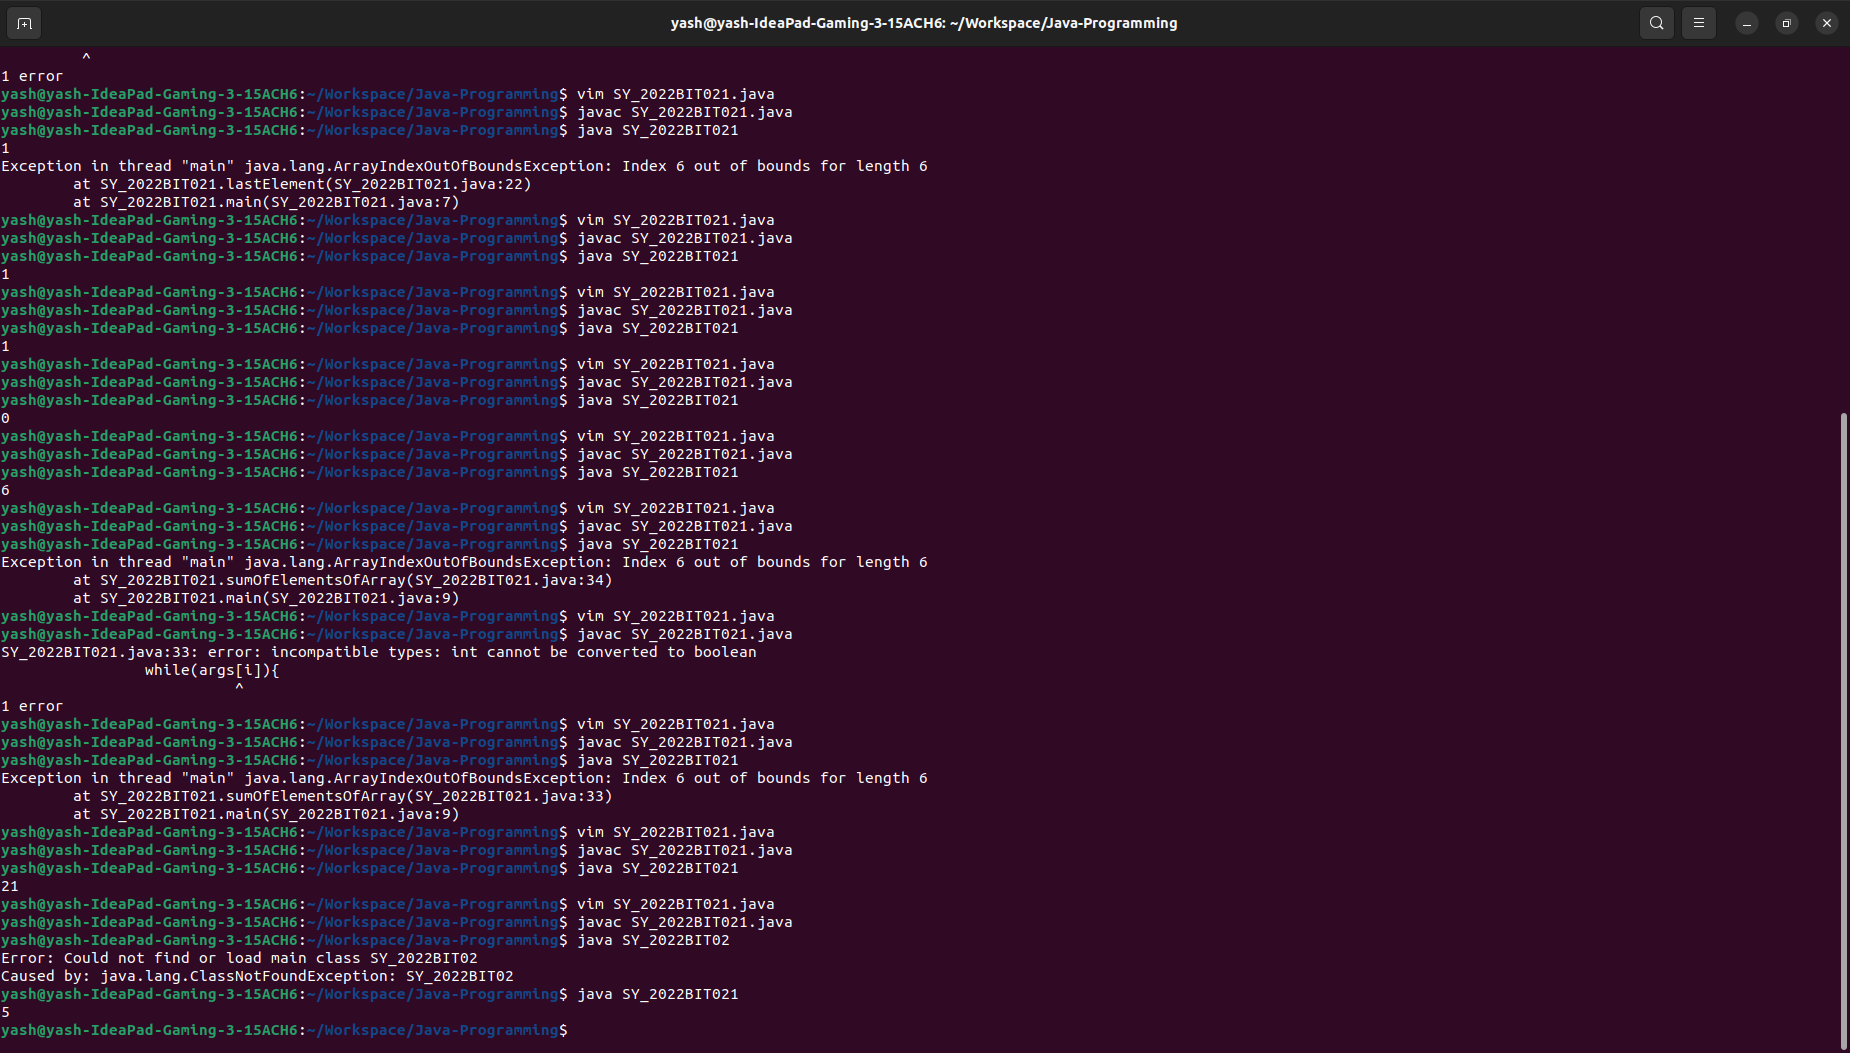 yash@yash-IdeaPad-Gaming-3-15ACH6: ~/Workspace/Java-Programming
^
1 error
yash@yash-IdeaPad-Gaming-3-15ACH6:~/Workspace/Java-Programming$ vim SY_2022BIT021.java
yash@yash-IdeaPad-Gaming-3-15ACH6:~/Workspace/Java-Programming$ javac SY_2022BIT021.java
yash@yash-IdeaPad-Gaming-3-15ACH6:~/Workspace/Java-Programming$ java SY_2022BIT021
1
Exception in thread "main" java.lang.ArrayIndexOutOfBoundsException: Index 6 out of bounds for length 6
at SY_2022BIT021.lastElement(SY_2022BIT021.java:22)
at SY_2022BIT021.main(SY_2022BIT021.java:7)
yash@yash-IdeaPad-Gaming-3-15ACH6:~/Workspace/Java-Programming$ vim SY_2022BIT021.java
yash@yash-IdeaPad-Gaming-3-15ACH6:~/Workspace/Java-Programming$ javac SY_2022BIT021.java
yash@yash-IdeaPad-Gaming-3-15ACH6:~/Workspace/Java-Programming$ java SY_2022BIT021
1
yash@yash-IdeaPad-Gaming-3-15ACH6:~/Workspace/Java-Programming$ vim SY_2022BIT021.java
yash@yash-IdeaPad-Gaming-3-15ACH6:~/Workspace/Java-Programming$ javac SY_2022BIT021.java
yash@yash-IdeaPad-Gaming-3-15ACH6:~/Workspace/Java-Programming$ java SY_2022BIT021
1
yash@yash-IdeaPad-Gaming-3-15ACH6:~/Workspace/Java-Programming$ vim SY_2022BIT021.java
yash@yash-IdeaPad-Gaming-3-15ACH6:~/Workspace/Java-Programming$ javac SY_2022BIT021.java
yash@yash-IdeaPad-Gaming-3-15ACH6:~/Workspace/Java-Programming$ java SY_2022BIT021
0
yash@yash-IdeaPad-Gaming-3-15ACH6:~/Workspace/Java-Programming$ vim SY_2022BIT021.java
yash@yash-IdeaPad-Gaming-3-15ACH6:~/Workspace/Java-Programming$ javac SY_2022BIT021.java
yash@yash-IdeaPad-Gaming-3-15ACH6:~/Workspace/Java-Programming$ java SY_2022BIT021
6
yash@yash-IdeaPad-Gaming-3-15ACH6:~/Workspace/Java-Programming$ vim SY_2022BIT021.java
yash@yash-IdeaPad-Gaming-3-15ACH6:~/Workspace/Java-Programming$ javac SY_2022BIT021.java
yash@yash-IdeaPad-Gaming-3-15ACH6:~/Workspace/Java-Programming$ java SY_2022BIT021
Exception in thread "main" java.lang.ArrayIndexOutOfBoundsException: Index 6 out of bounds for length 6
at SY_2022BIT021.sumOfElementsOfArray(SY_2022BIT021.java:34)
at SY_2022BIT021.main(SY_2022BIT021.java:9)
yash@yash-IdeaPad-Gaming-3-15ACH6:~/Workspace/Java-Programming$ vim SY_2022BIT021.java
yash@yash-IdeaPad-Gaming-3-15ACH6:~/Workspace/Java-Programming$ javac SY_2022BIT021.java
SY_2022BIT021.java:33: error: incompatible types: int cannot be converted to boolean
while(args[i]){
^
1 error
yash@yash-IdeaPad-Gaming-3-15ACH6:~/Workspace/Java-Programming$ vim SY_2022BIT021.java
yash@yash-IdeaPad-Gaming-3-15ACH6:~/Workspace/Java-Programming$ javac SY_2022BIT021.java
yash@yash-IdeaPad-Gaming-3-15ACH6:~/Workspace/Java-Programming$ java SY_2022BIT021
Exception in thread "main" java.lang.ArrayIndexOutOfBoundsException: Index 6 out of bounds for length 6
at SY_2022BIT021.sumOfElementsOfArray(SY_2022BIT021.java:33)
at SY_2022BIT021.main(SY_2022BIT021.java:9)
yash@yash-IdeaPad-Gaming-3-15ACH6:~/Workspace/Java-Programming$ vim SY_2022BIT021.java
yash@yash-IdeaPad-Gaming-3-15ACH6:~/Workspace/Java-Programming$ javac SY_2022BIT021.java
yash@yash-IdeaPad-Gaming-3-15ACH6:~/Workspace/Java-Programming$ java SY_2022BIT021
21
yash@yash-IdeaPad-Gaming-3-15ACH6:~/Workspace/Java-Programming$ vim SY_2022BIT021.java
yash@yash-IdeaPad-Gaming-3-15ACH6:~/Workspace/Java-Programming$ javac SY_2022BIT021.java
yash@yash-IdeaPad-Gaming-3-15ACH6:~/Workspace/Java-Programming$ java SY_2022BIT02
Error: Could not find or load main class SY_2022BIT02
Caused by: java.lang.ClassNotFoundException: SY_2022BIT02
yash@yash-IdeaPad-Gaming-3-15ACH6:~/Workspace/Java-Programming$ java SY_2022BIT021
5
yash@yash-IdeaPad-Gaming-3-15ACH6:~/Workspace/Java-Programming$